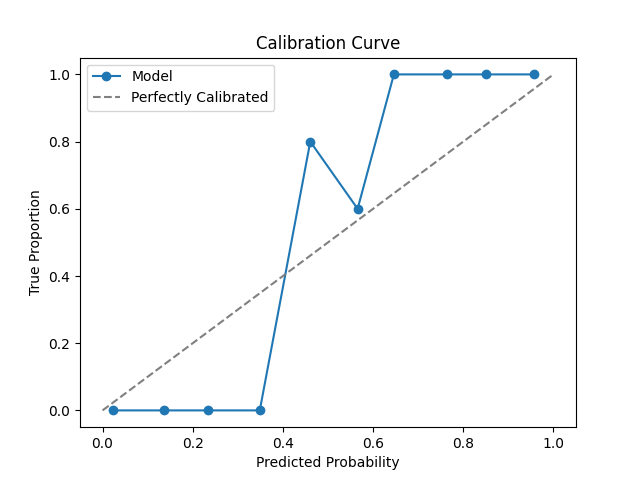 Calibration Curve
Model
Perfectly Calibrated
1.0
0.8
0.6
0.4
0.2
0.0
True Proportion
0.0 0.2 0.4 0.6 0.8 1.0
Predicted Probability